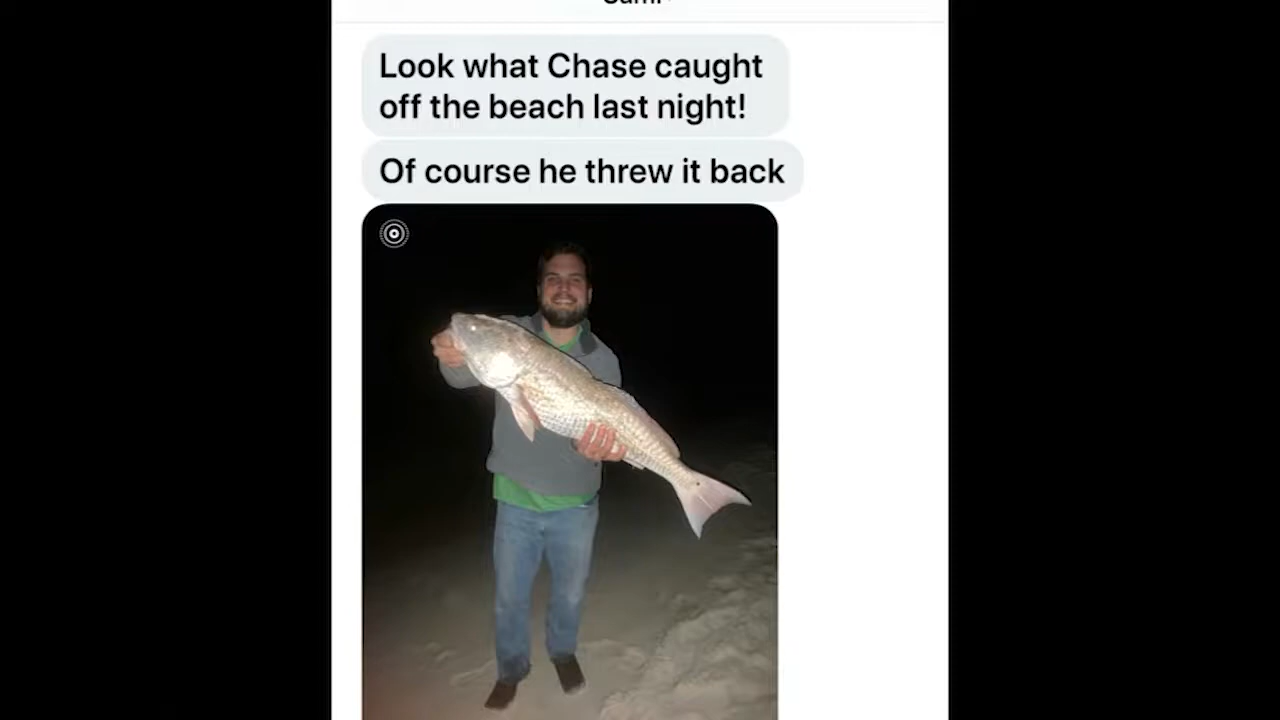 Look what Chase caught
off the beach last night!
Of course he threw it back